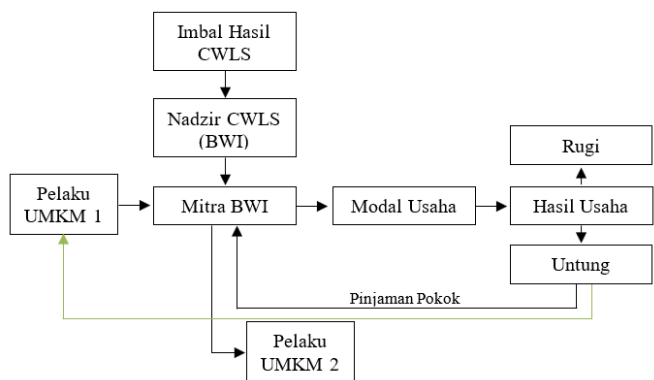 Imbal Hasil
CWLS
Nadzir CWLS
(BWI)
Rugi
Pelaku
UMKM 1
Mitra BWI
Modal Usaha
Hasil Usaha
Untung
Pinjaman Pokok
Pelaku
UMKM 2